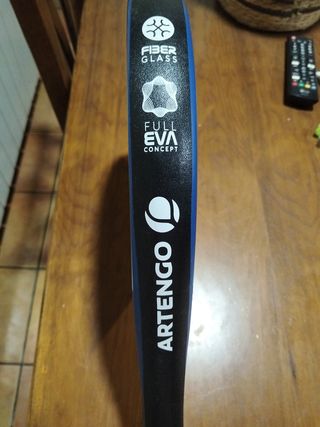 FIBER
GLASS
FULL
EVA
CONCEPT
ARTENGO